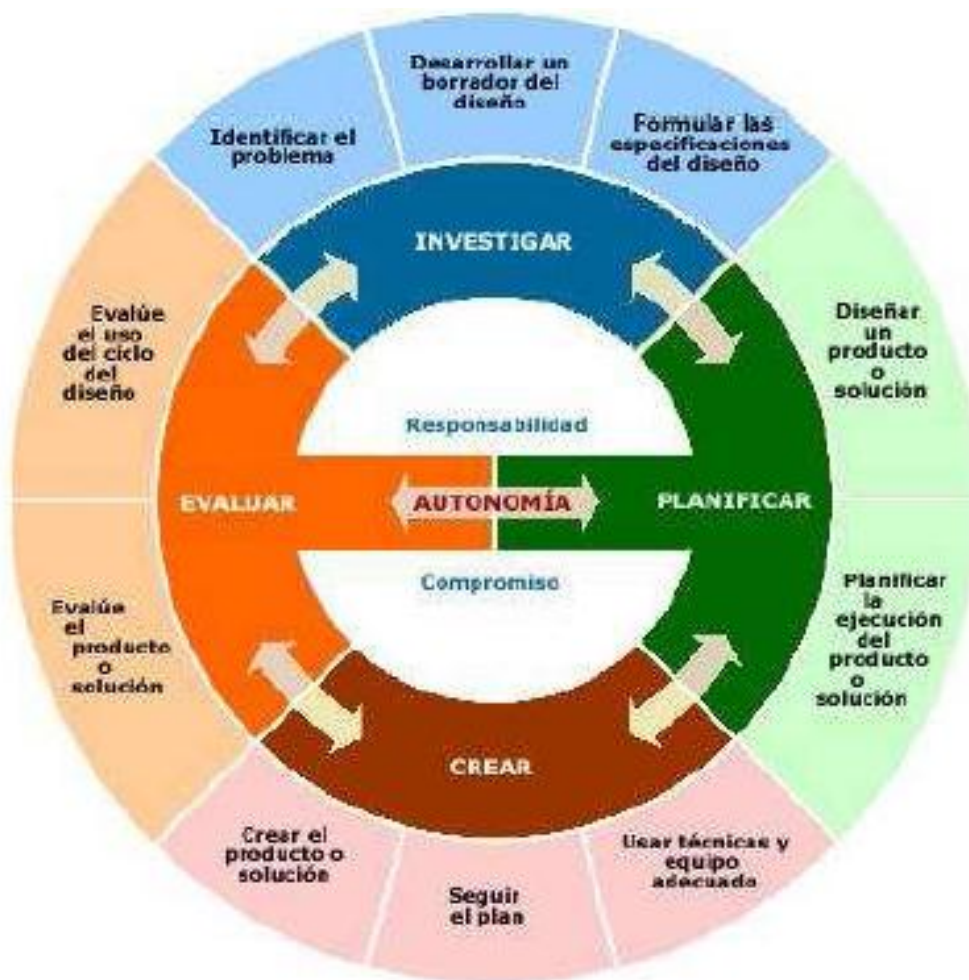 Desarrollar un
borrador del
diseño
Identificar el
problema
Formular las
especificaciones
del diseño
INVESTIGAR
Evalúe
el uso
del ciclo
del
diseño
Diseñar
un
producto
o
solución
Responsabilidad
EVALUAR
AUTONOMÍA
PLANIFICAR
Compromiso
Evalúe
el
producto
o
solución
Planificar
la
ejecución
del
producto
o
solución
CREAR
Crear el
producto o
solución
Seguir
el plan
Usar técnicas y
equipo
adecuado